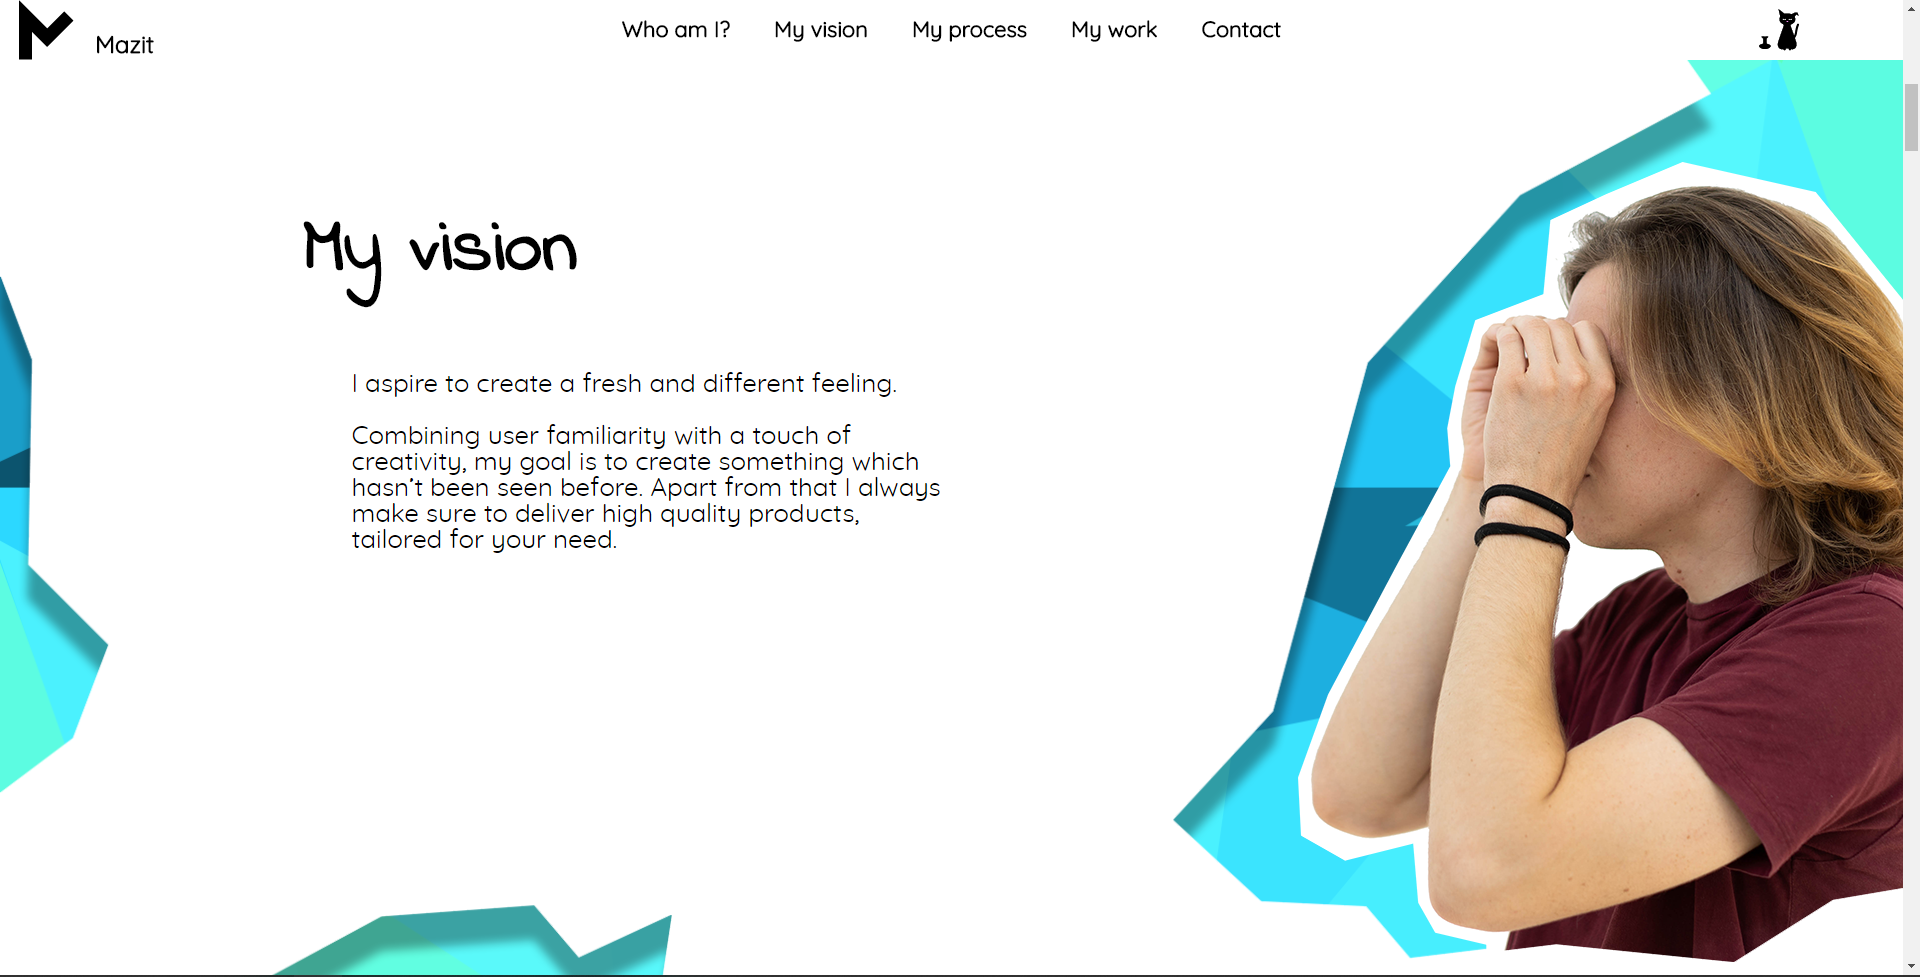 Mazit
Who am I?
My vision
My process
My work
Contact
My vision
I aspire to create a fresh and different feeling.
Combining user familiarity with a touch of
creativity, my goal is to create something which
hasn't been seen before. Apart from that I always
make sure to deliver high quality products,
tailored for your need.